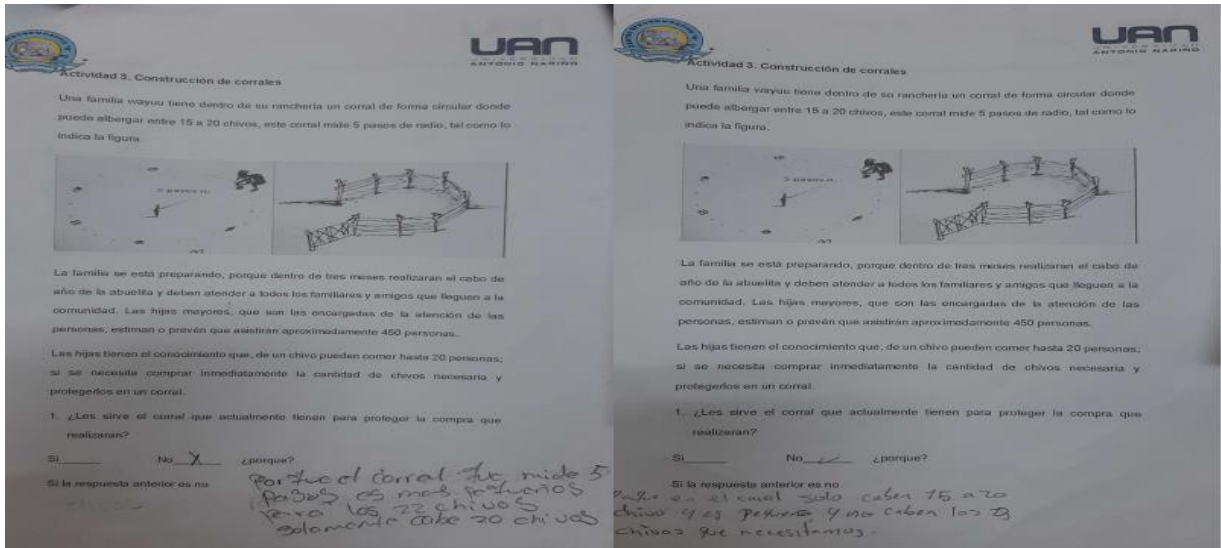 UAN
UNIVERSIDAD
ANTONIO NARIÑO
Actividad 3. Construcción de corrales
Una familia wayuu tiene dentro de su ranchería un corral de forma circular donde
puede albergar entre 15 a 20 chivos, este corral mide 5 pasos de radio, tal como lo
indica la figura.
5 pasos
La familia se está preparando, porque dentro de tres meses realizaran el cabo de
año de la abuelita y deben atender a todos los familiares y amigos que lleguen a la
comunidad. Las hijas mayores, que son las encargadas de la atención de las
personas, estiman o prevén que asistirán aproximadamente 450 personas.
Las hijas tienen el conocimiento que, de un chivo pueden comer hasta 20 personas;
si se necesita comprar inmediatamente la cantidad de chivos necesaria y
protegerlos en un corral.
1. ¿Les sirve el corral que actualmente tienen para proteger la compra que
realizaran?
Si______ No__X___ ¿porque?
Si la respuesta anterior es no
Porque el corral que mide 5
Pasos es mas pequeños
Para los 22 chivos
solamente cabe 20 chivos
UAN
UNIVERSIDAD
ANTONIO NARIÑO
Actividad 3. Construcción de corrales
Una familia wayuu tiene dentro de su ranchería un corral de forma circular donde
puede albergar entre 15 a 20 chivos, este corral mide 5 pasos de radio, tal como lo
indica la figura.
5 pasos
La familia se está preparando, porque dentro de tres meses realizaran el cabo de
año de la abuelita y deben atender a todos los familiares y amigos que lleguen a la
comunidad. Las hijas mayores, que son las encargadas de la atención de las
personas, estiman o prevén que asistirán aproximadamente 450 personas.
Las hijas tienen el conocimiento que, de un chivo pueden comer hasta 20 personas;
si se necesita comprar inmediatamente la cantidad de chivos necesaria y
protegerlos en un corral.
1. ¿Les sirve el corral que actualmente tienen para proteger la compra que
realizaran?
Si______ No__✓___ ¿porque?
Si la respuesta anterior es no
en el corral solo caben 15 a 20
chivo y es pequeño y no caben los
chivos que necesitamos.